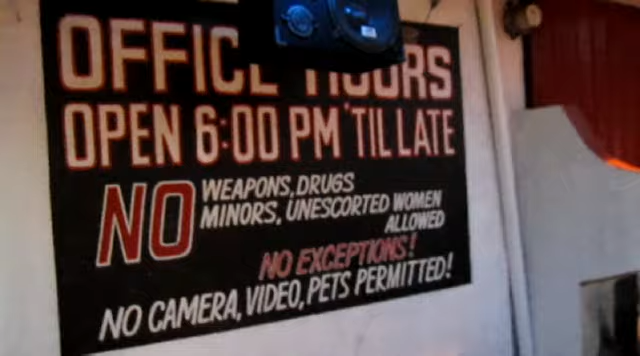 OFFICE HOURS
OPEN 6:00 PM 'TIL LATE
NO WEAPONS, DRUGS
MINORS, UNESCORTED WOMEN
ALLOWED
NO EXCEPTIONS!
NO CAMERA, VIDEO, PETS PERMITTED!